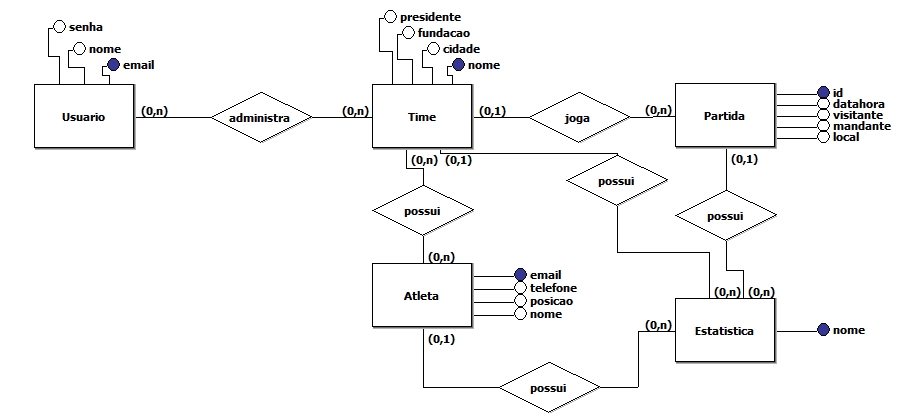 presidente
senha
fundacao
nome
cidade
email
nome
Usuario
(0,n)
administra
(0,n)
Time
(0,1)
joga
(0,n)
Partida
id
datahora
visitante
mandante
local
(0,n)
(0,1)
(0,1)
possui
possui
possui
(0,n)
Atleta
email
telefone
posicao
nome
(0,n)
(0,n)
(0,1)
(0,n)
Estatistica
nome
possui